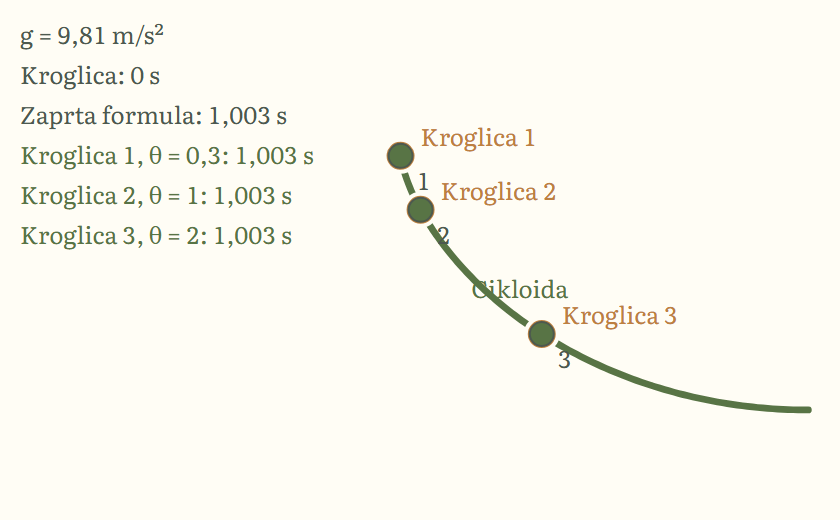 g = 9,81 m/s²
Kroglica: 0 s
Zaprta formula: 1,003 s
Kroglica 1, θ = 0,3: 1,003 s
Kroglica 2, θ = 1: 1,003 s
Kroglica 3, θ = 2: 1,003 s
Kroglica 1
1
Kroglica 2
2
Cikloida
Kroglica 3
3